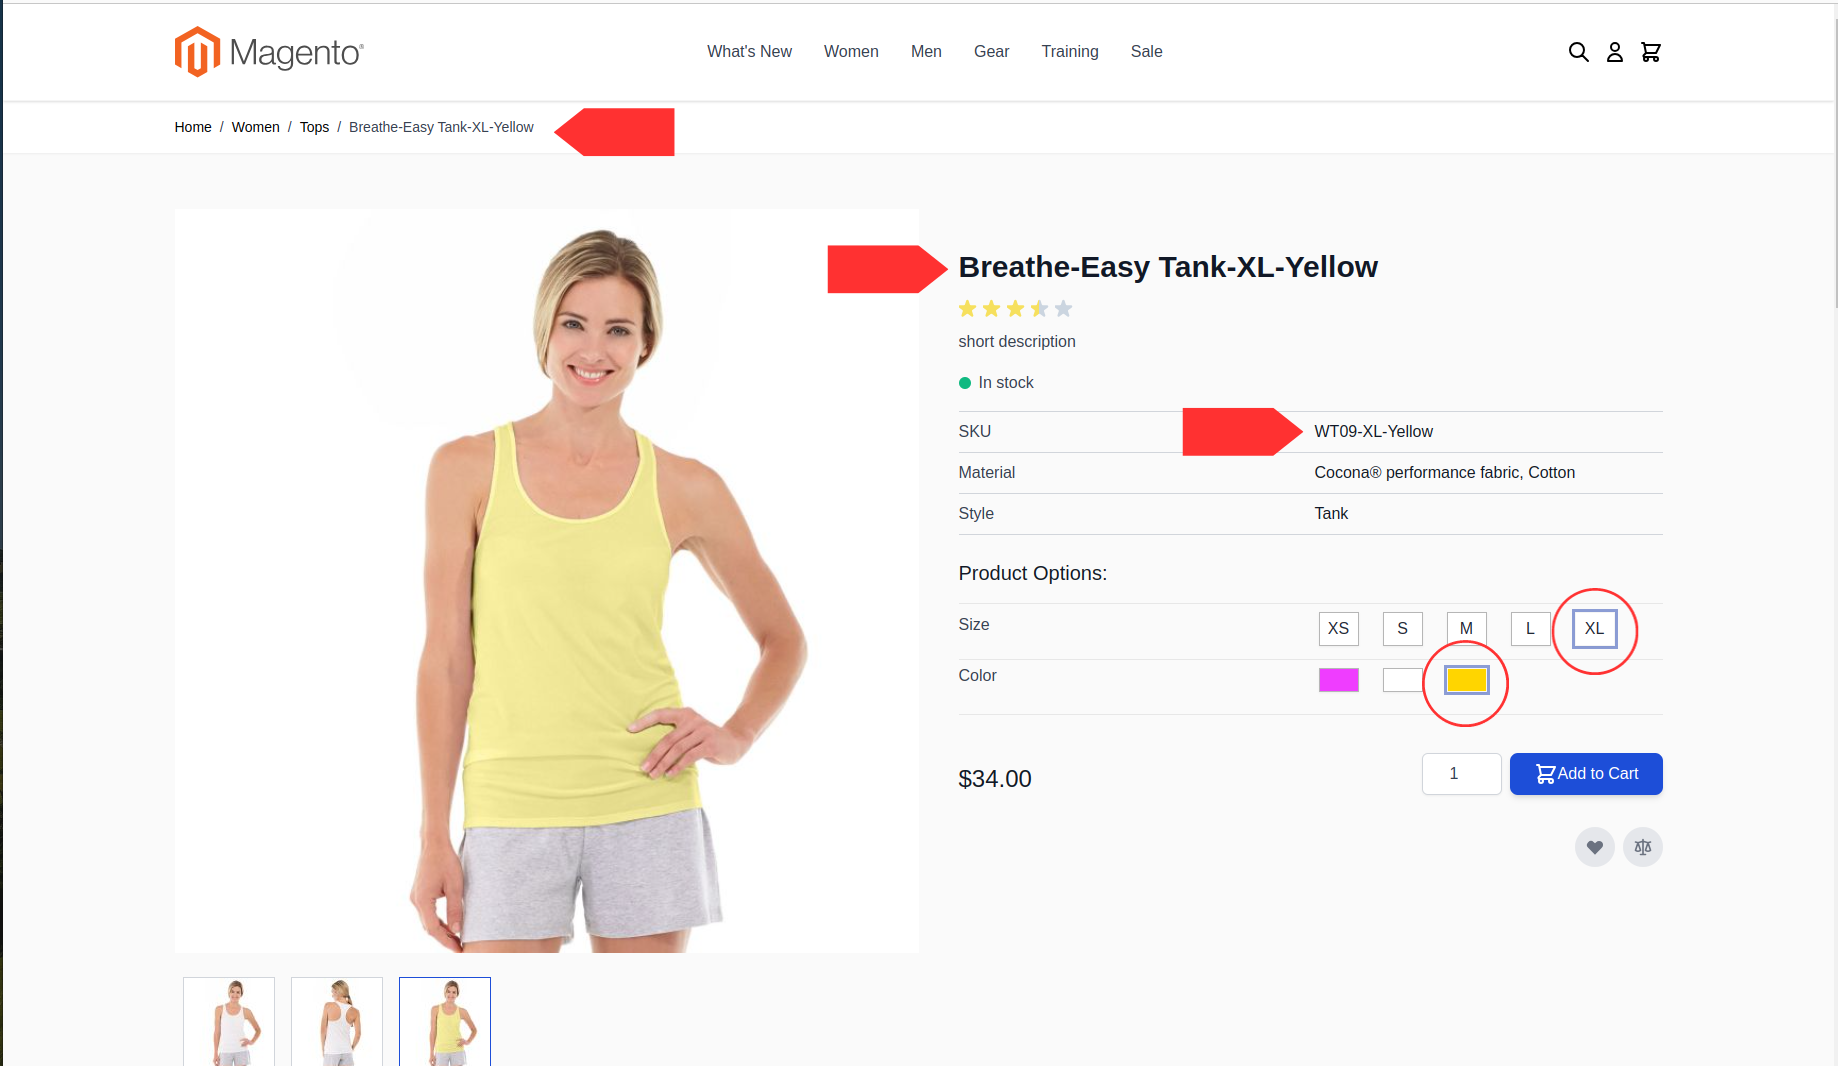 Magento®
What's New Women Men Gear Training Sale
Home / Women / Tops / Breathe-Easy Tank-XL-Yellow
Breathe-Easy Tank-XL-Yellow
short description
In stock
SKU WT09-XL-Yellow
Material Cocona® performance fabric, Cotton
Style Tank
Product Options:
Size XS S M L XL
Color
$34.00 1 Add to Cart